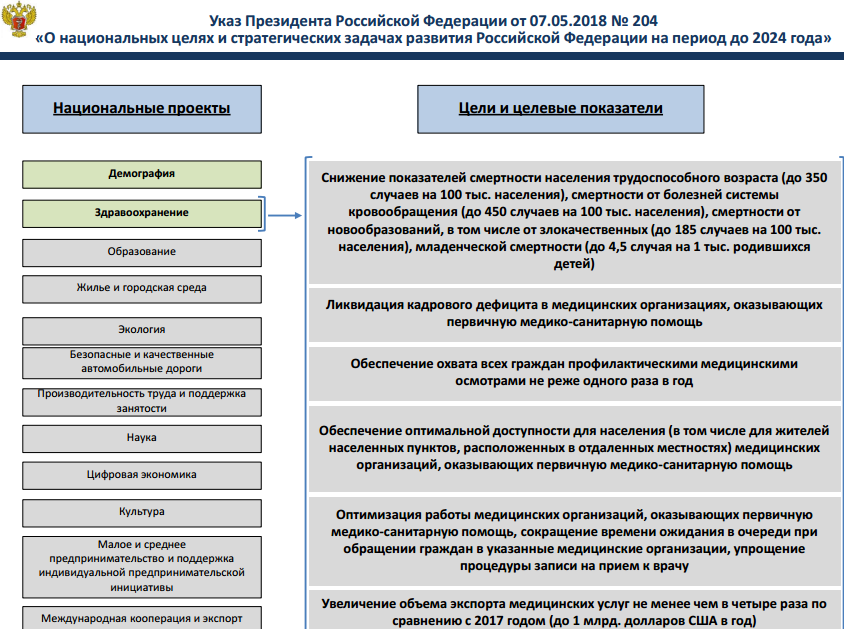 Указ Президента Российской Федерации от 07.05.2018 № 204
«О национальных целях и стратегических задачах развития Российской Федерации на период до 2024 года»
Национальные проекты
Демография
Здравоохранение
Образование
Жилье и городская среда
Экология
Безопасные и качественные
автомобильные дороги
Производительность труда и поддержка
занятости
Наука
Цифровая экономика
Культура
Малое и среднее
предпринимательство и поддержка
индивидуальной предпринимательской
инициативы
Международная кооперация и экспорт
Цели и целевые показатели
Снижение показателей смертности населения трудоспособного возраста (до 350
случаев на 100 тыс. населения), смертности от болезней системы
кровообращения (до 450 случаев на 100 тыс. населения), смертности от
новообразований, в том числе от злокачественных (до 185 случаев на 100 тыс.
населения), младенческой смертности (до 4,5 случая на 1 тыс. родившихся
детей)
Ликвидация кадрового дефицита в медицинских организациях, оказывающих
первичную медико-санитарную помощь
Обеспечение охвата всех граждан профилактическими медицинскими
осмотрами не реже одного раза в год
Обеспечение оптимальной доступности для населения (в том числе для жителей
населенных пунктов, расположенных в отдаленных местностях) медицинских
организаций, оказывающих первичную медико-санитарную помощь
Оптимизация работы медицинских организаций, оказывающих первичную
медико-санитарную помощь, сокращение времени ожидания в очереди при
обращении граждан в указанные медицинские организации, упрощение
процедуры записи на прием к врачу
Увеличение объема экспорта медицинских услуг не менее чем в четыре раза по
сравнению с 2017 годом (до 1 млрд. долларов США в год)